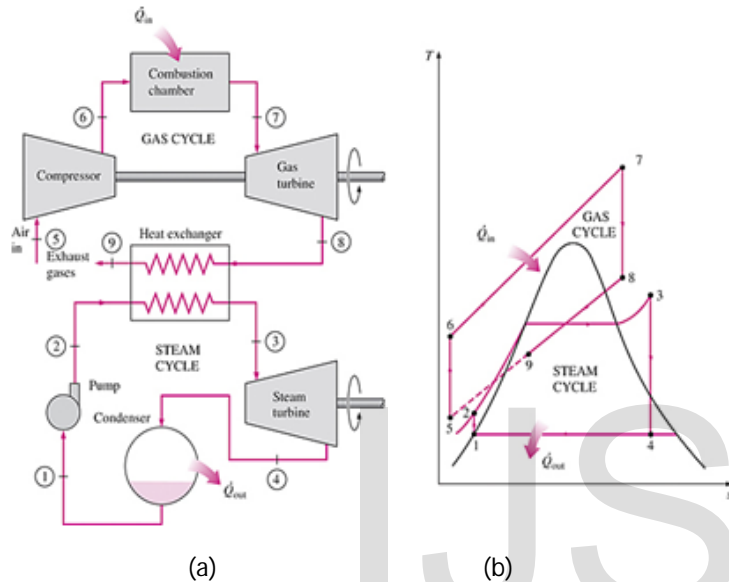 Q̇in
Combustion
chamber
6
7
GAS CYCLE
Compressor
Gas
turbine
Air
in
5
9
Heat exchanger
8
Exhaust
gases
2
3
STEAM
CYCLE
Pump
Condenser
Steam
turbine
1
Q̇out
4
(a)
T
7
Q̇in
GAS
CYCLE
8
3
6
9
STEAM
CYCLE
2
5
1
4
Q̇out
s
(b)
IJS